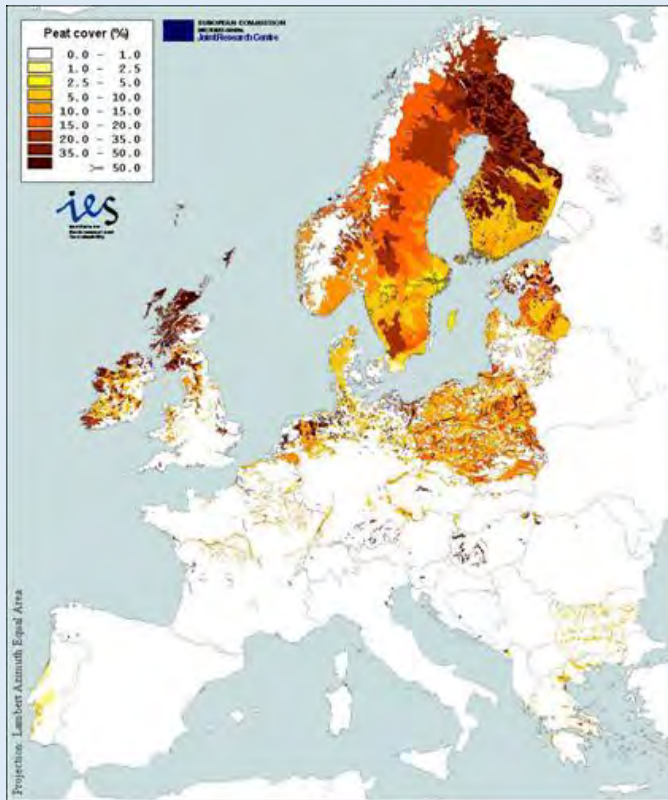 Peat cover (%)
0.0 - 1.0
1.0 - 2.5
2.5 - 5.0
5.0 - 10.0
10.0 - 15.0
15.0 - 20.0
20.0 - 35.0
35.0 - 50.0
>= 50.0
EUROPEAN COMMISSION
Joint Research Centre
ies
Projection: Lambert Azimuth Equal Area